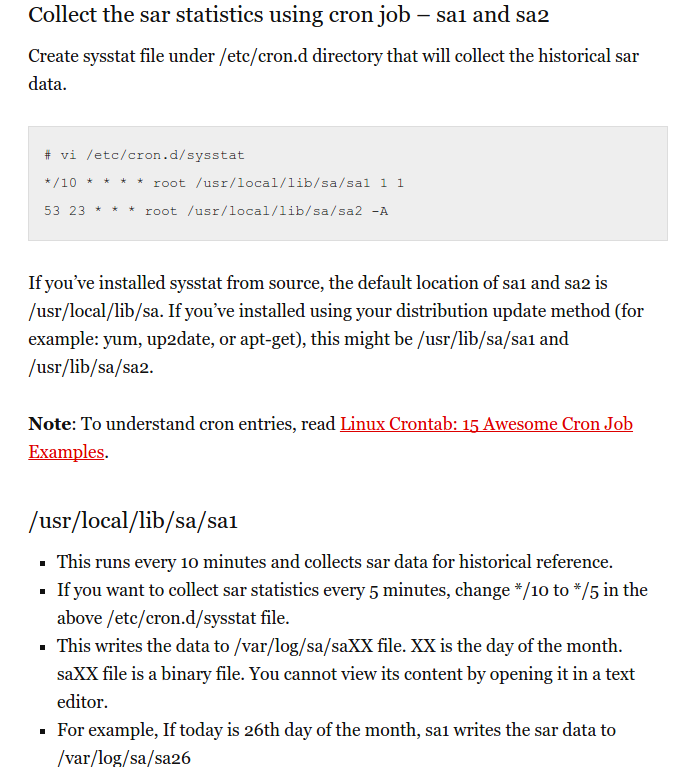 Collect the sar statistics using cron job – sa1 and sa2
Create sysstat file under /etc/cron.d directory that will collect the historical sar
data.
# vi /etc/cron.d/sysstat
*/10 * * * * root /usr/local/lib/sa/sa1 1 1
53 23 * * * root /usr/local/lib/sa/sa2 -A
If you’ve installed sysstat from source, the default location of sa1 and sa2 is
/usr/local/lib/sa. If you’ve installed using your distribution update method (for
example: yum, up2date, or apt-get), this might be /usr/lib/sa/sa1 and
/usr/lib/sa/sa2.
Note: To understand cron entries, read Linux Crontab: 15 Awesome Cron Job
Examples.
/usr/local/lib/sa/sa1
▪ This runs every 10 minutes and collects sar data for historical reference.
▪ If you want to collect sar statistics every 5 minutes, change */10 to */5 in the
above /etc/cron.d/sysstat file.
▪ This writes the data to /var/log/sa/saXX file. XX is the day of the month.
saXX file is a binary file. You cannot view its content by opening it in a text
editor.
▪ For example, If today is 26th day of the month, sa1 writes the sar data to
/var/log/sa/sa26